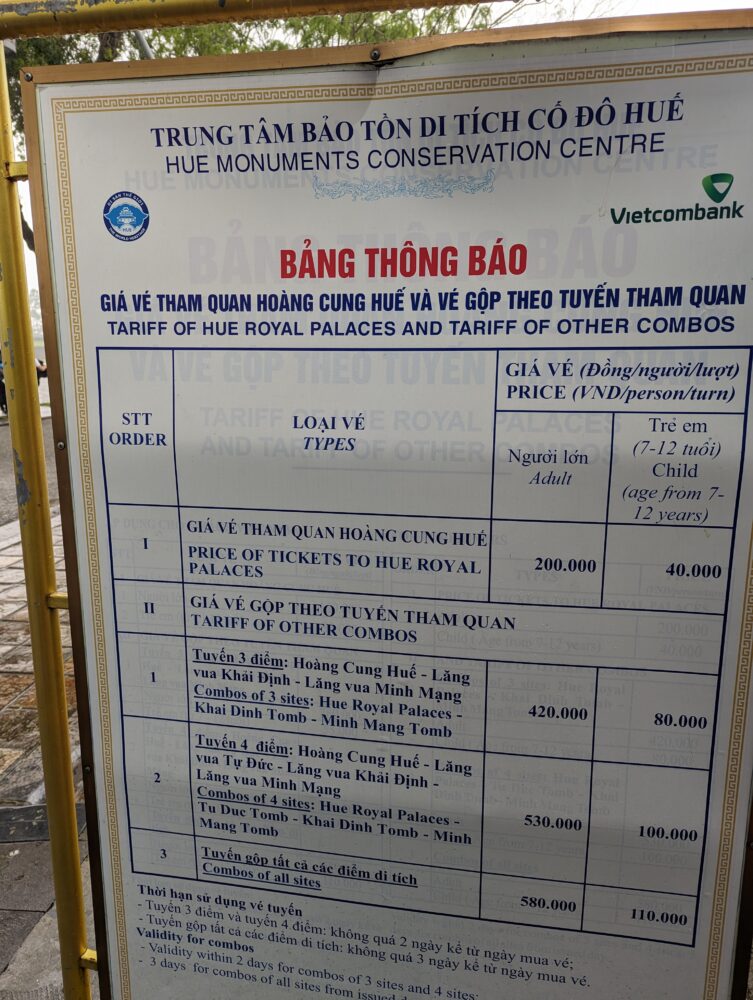 TRUNG TÂM BẢO TỒN DI TÍCH CỐ ĐÔ HUẾ
HUE MONUMENTS CONSERVATION CENTRE
HUE
Vietcombank
BẢNG THÔNG BÁO
GIÁ VÉ THAM QUAN HOÀNG CUNG HUẾ VÀ VÉ GỘP THEO TUYẾN THAM QUAN
TARIFF OF HUE ROYAL PALACES AND TARIFF OF OTHER COMBOS
STT
ORDER
LOẠI VÉ
TYPES
GIÁ VÉ (Đồng/người/lượt)
PRICE (VND/person/turn)
Người lớn
Adult
Trẻ em
(7-12 tuổi)
Child
(age from 7-
12 years)
I
GIÁ VÉ THAM QUAN HOÀNG CUNG HUẾ
PRICE OF TICKETS TO HUE ROYAL
PALACES
200.000
40.000
II
GIÁ VÉ GỘP THEO TUYẾN THAM QUAN
TARIFF OF OTHER COMBOS
1
Tuyến 3 điểm: Hoàng Cung Huế - Lăng
vua Khải Định - Lăng vua Minh Mạng
Combos of 3 sites: Hue Royal Palaces -
Khai Dinh Tomb - Minh Mang Tomb
420.000
80.000
2
Tuyến 4 điểm: Hoàng Cung Huế - Lăng
vua Tự Đức - Lăng vua Khải Định -
Lăng vua Minh Mạng
Combos of 4 sites: Hue Royal Palaces -
Tu Duc Tomb - Khai Dinh Tomb - Minh
Mang Tomb
530.000
100.000
3
Tuyến gộp tất cả các điểm di tích
Combos of all sites
580.000
110.000
Thời hạn sử dụng vé tuyến
- Tuyến 3 điểm và tuyến 4 điểm: không quá 2 ngày kể từ ngày mua vé;
- Tuyến gộp tất cả các điểm di tích: không quá 3 ngày kể từ ngày mua vé.
Validity for combos
- Validity within 2 days for combos of 3 sites and 4 sites;
- 3 days for combos of all sites from issued